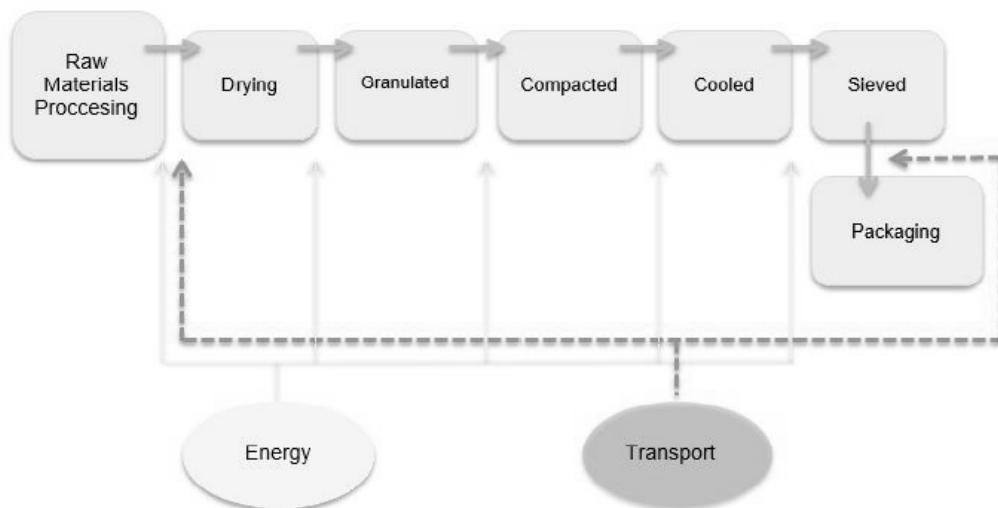 Raw
Materials
Proccesing
Drying
Granulated
Compacted
Cooled
Sieved
Packaging
Energy
Transport